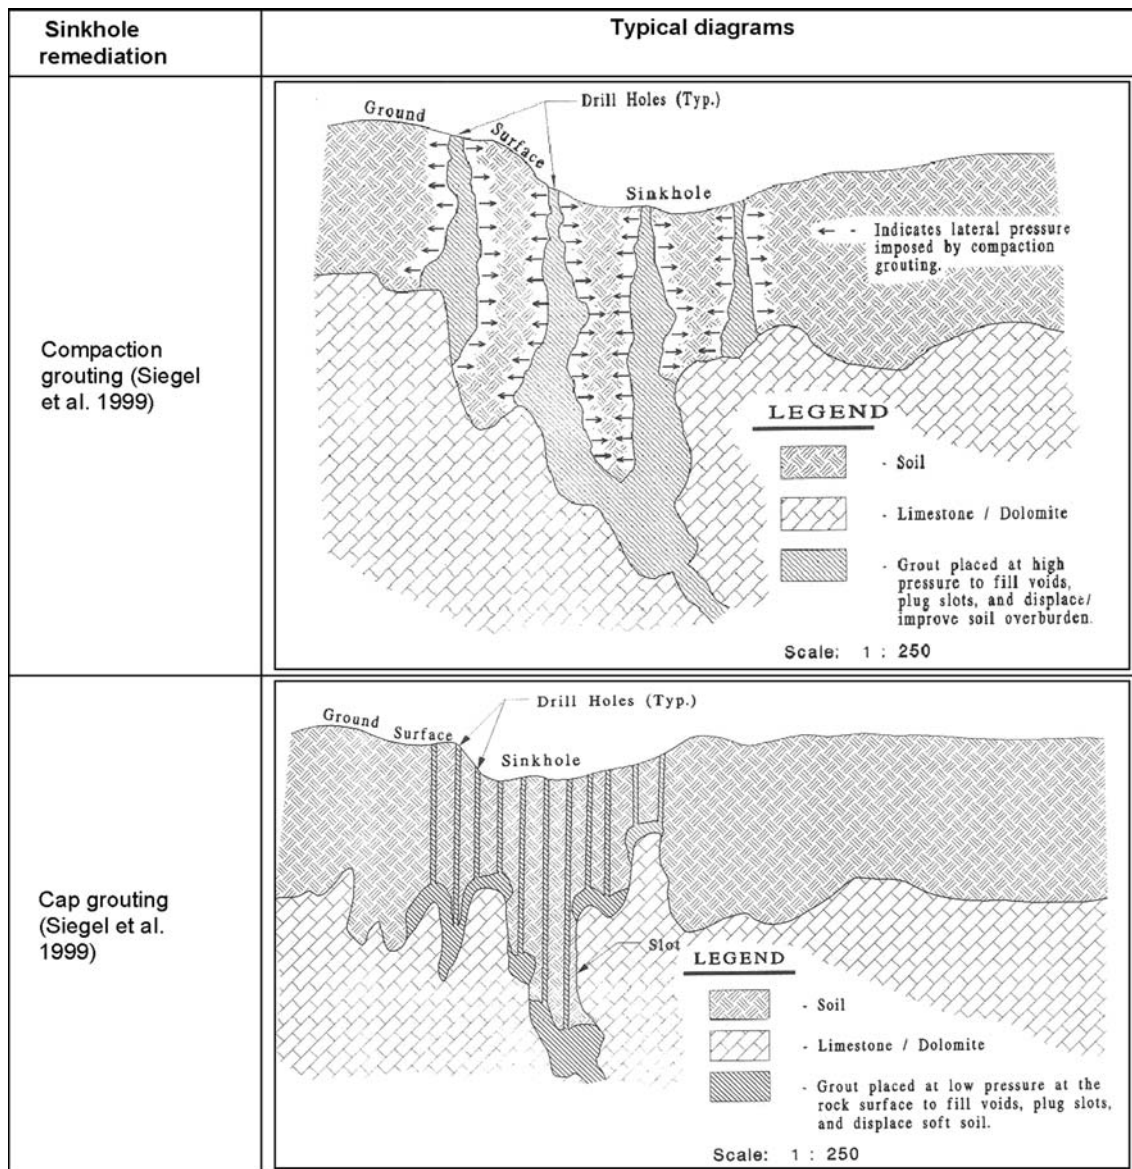 Sinkhole
remediation
Typical diagrams
Compaction
grouting (Siegel
et al. 1999)
Drill Holes (Typ.)
Ground
Surface
Sinkhole
← - Indicates lateral pressure
imposed by compaction
grouting.
LEGEND
- Soil
- Limestone / Dolomite
- Grout placed at high
pressure to fill voids,
plug slots, and displace/
improve soil overburden.
Scale: 1 : 250
Cap grouting
(Siegel et al.
1999)
Drill Holes (Typ.)
Ground
Surface
Sinkhole
Slot
LEGEND
- Soil
- Limestone / Dolomite
- Grout placed at low pressure at the
rock surface to fill voids, plug slots,
and displace soft soil.
Scale: 1 : 250